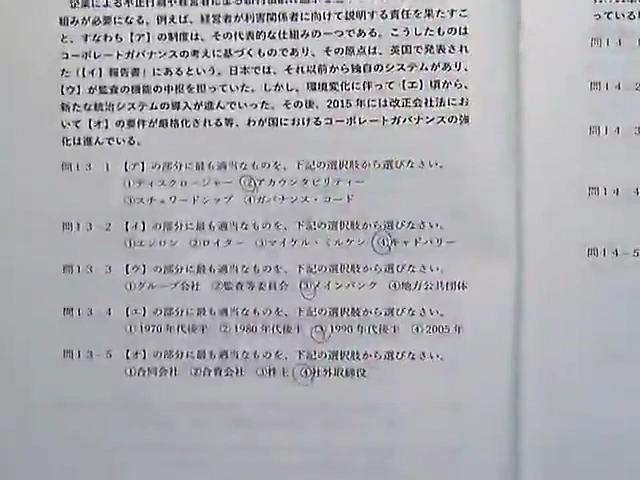 組みが必要になる。例えば、経営者が利害関係者に向けて説明する責任を果たすこ
と、すなわち【ア】の制度は、その代表的な仕組みの一つである。こうしたものは
コーポレートガバナンスの考えに基づくものであり、その原点は、英国で発表され
た「【イ】報告書」にあるという。日本では、それ以前から独自のシステムがあり、
【ウ】が監査の機能の中枢を担っていた。しかし、環境変化に伴って【エ】頃から、
新たな統治システムの導入が進んでいった。その後、2015年には改正会社法にお
いて【オ】の要件が厳格化される等、わが国におけるコーポレートガバナンスの強
化は進んでいる。
問13-1 【ア】の部分に最も適当なものを、下記の選択肢から選びなさい。
①ディスクロージャー ②アカウンタビリティー
③スチュワードシップ ④ガバナンス・コード
問13-2 【イ】の部分に最も適当なものを、下記の選択肢から選びなさい。
①エンロン ②ロイター ③マイケル・ミルケン ④キャドバリー
問13-3 【ウ】の部分に最も適当なものを、下記の選択肢から選びなさい。
①グループ会社 ②監査等委員会 ③メインバンク ④地方公共団体
問13-4 【エ】の部分に最も適当なものを、下記の選択肢から選びなさい。
①1970年代後半 ②1980年代後半 ③1990年代後半 ④2005年
問13-5 【オ】の部分に最も適当なものを、下記の選択肢から選びなさい。
①合同会社 ②合資会社 ③株主 ④社外取締役
問14-1
問14-2
問14-3
問14-4
問14-5